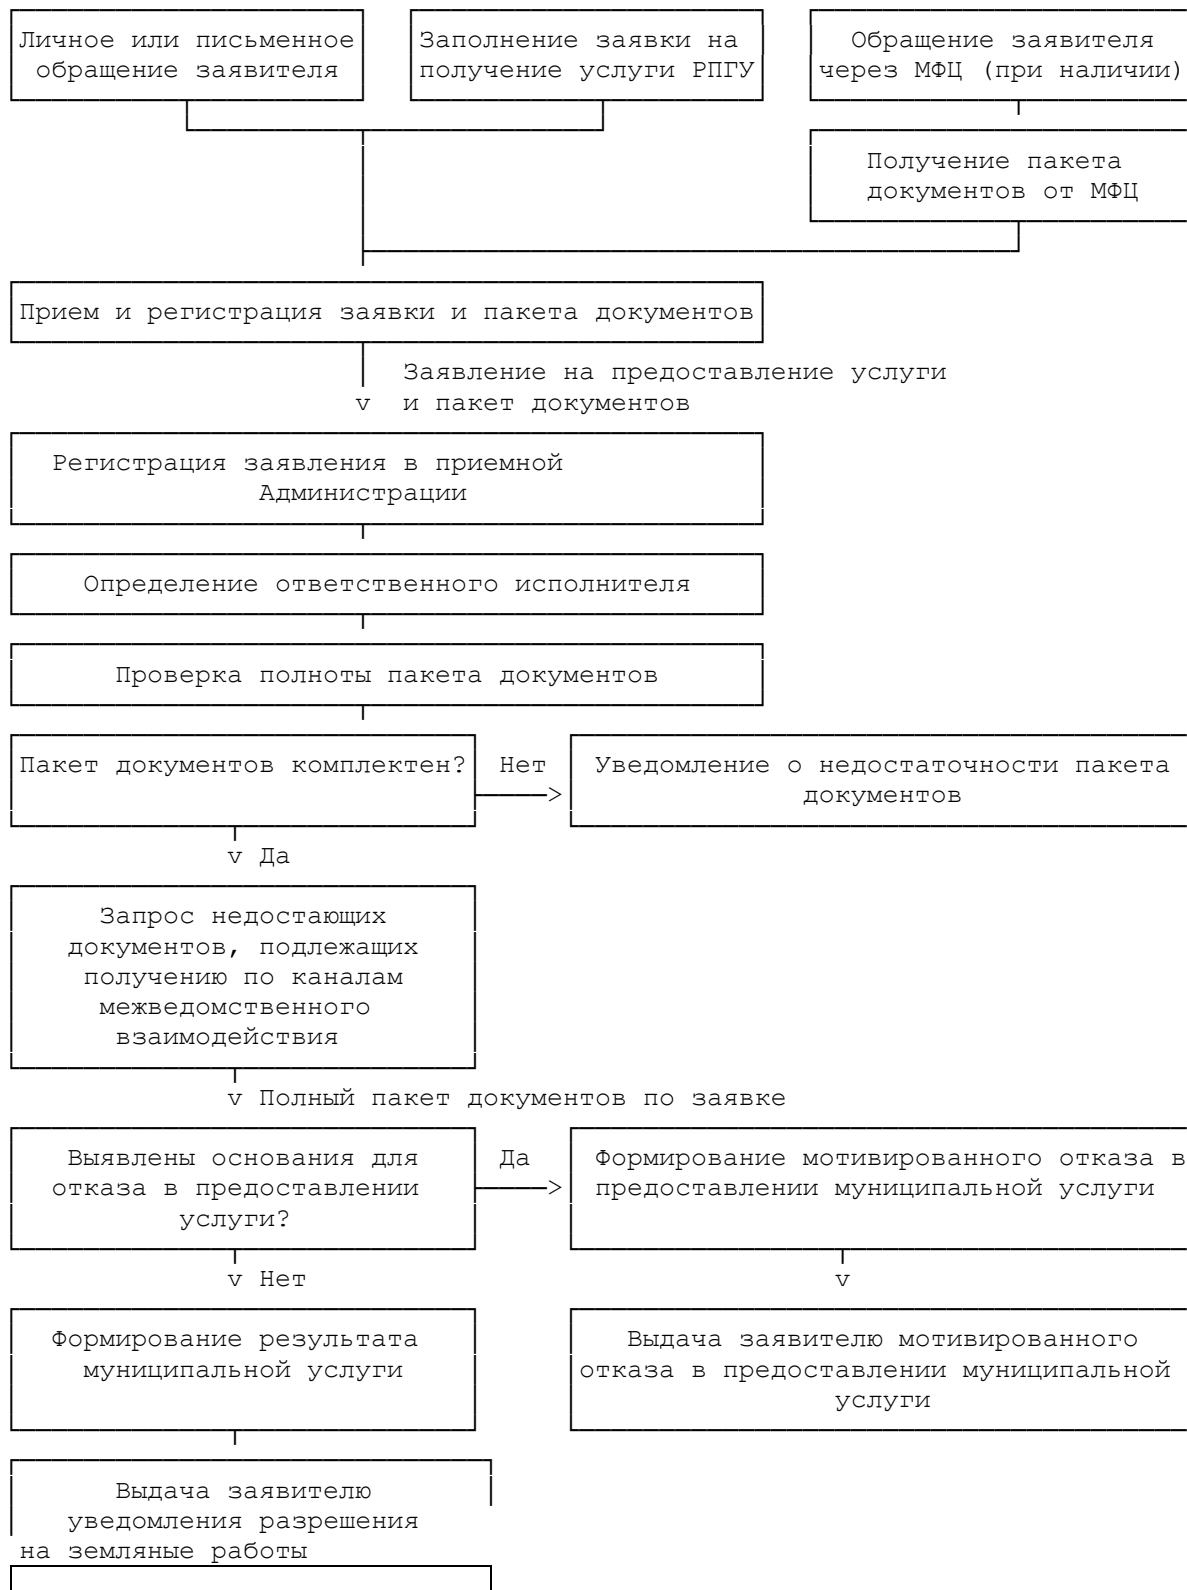 Личное или письменное
обращение заявителя
Заполнение заявки на
получение услуги РПГУ
Обращение заявителя
через МФЦ (при наличии)
Получение пакета
документов от МФЦ
Прием и регистрация заявки и пакета документов
Заявление на предоставление услуги
v и пакет документов
Регистрация заявления в приемной
Администрации
Определение ответственного исполнителя
Проверка полноты пакета документов
Пакет документов комплектен?
Нет
>
Уведомление о недостаточности пакета
документов
v Да
Запрос недостающих
документов, подлежащих
получению по каналам
межведомственного
взаимодействия
v Полный пакет документов по заявке
Выявлены основания для
отказа в предоставлении
услуги?
Да
>
Формирование мотивированного отказа в
предоставлении муниципальной услуги
v Нет
v
Формирование результата
муниципальной услуги
Выдача заявителю мотивированного
отказа в предоставлении муниципальной
услуги
Выдача заявителю
уведомления разрешения
на земляные работы